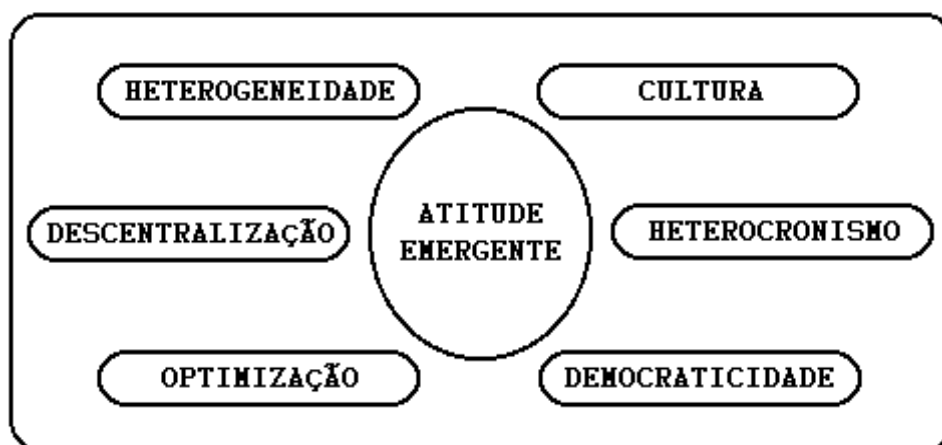 HETEROGENEIDADE
CULTURA
DESCENTRALIZAÇÃO
ATITUDE
EMERGENTE
HETEROCRONISMO
OPTIMIZAÇÃO
DEMOCRATICIDADE